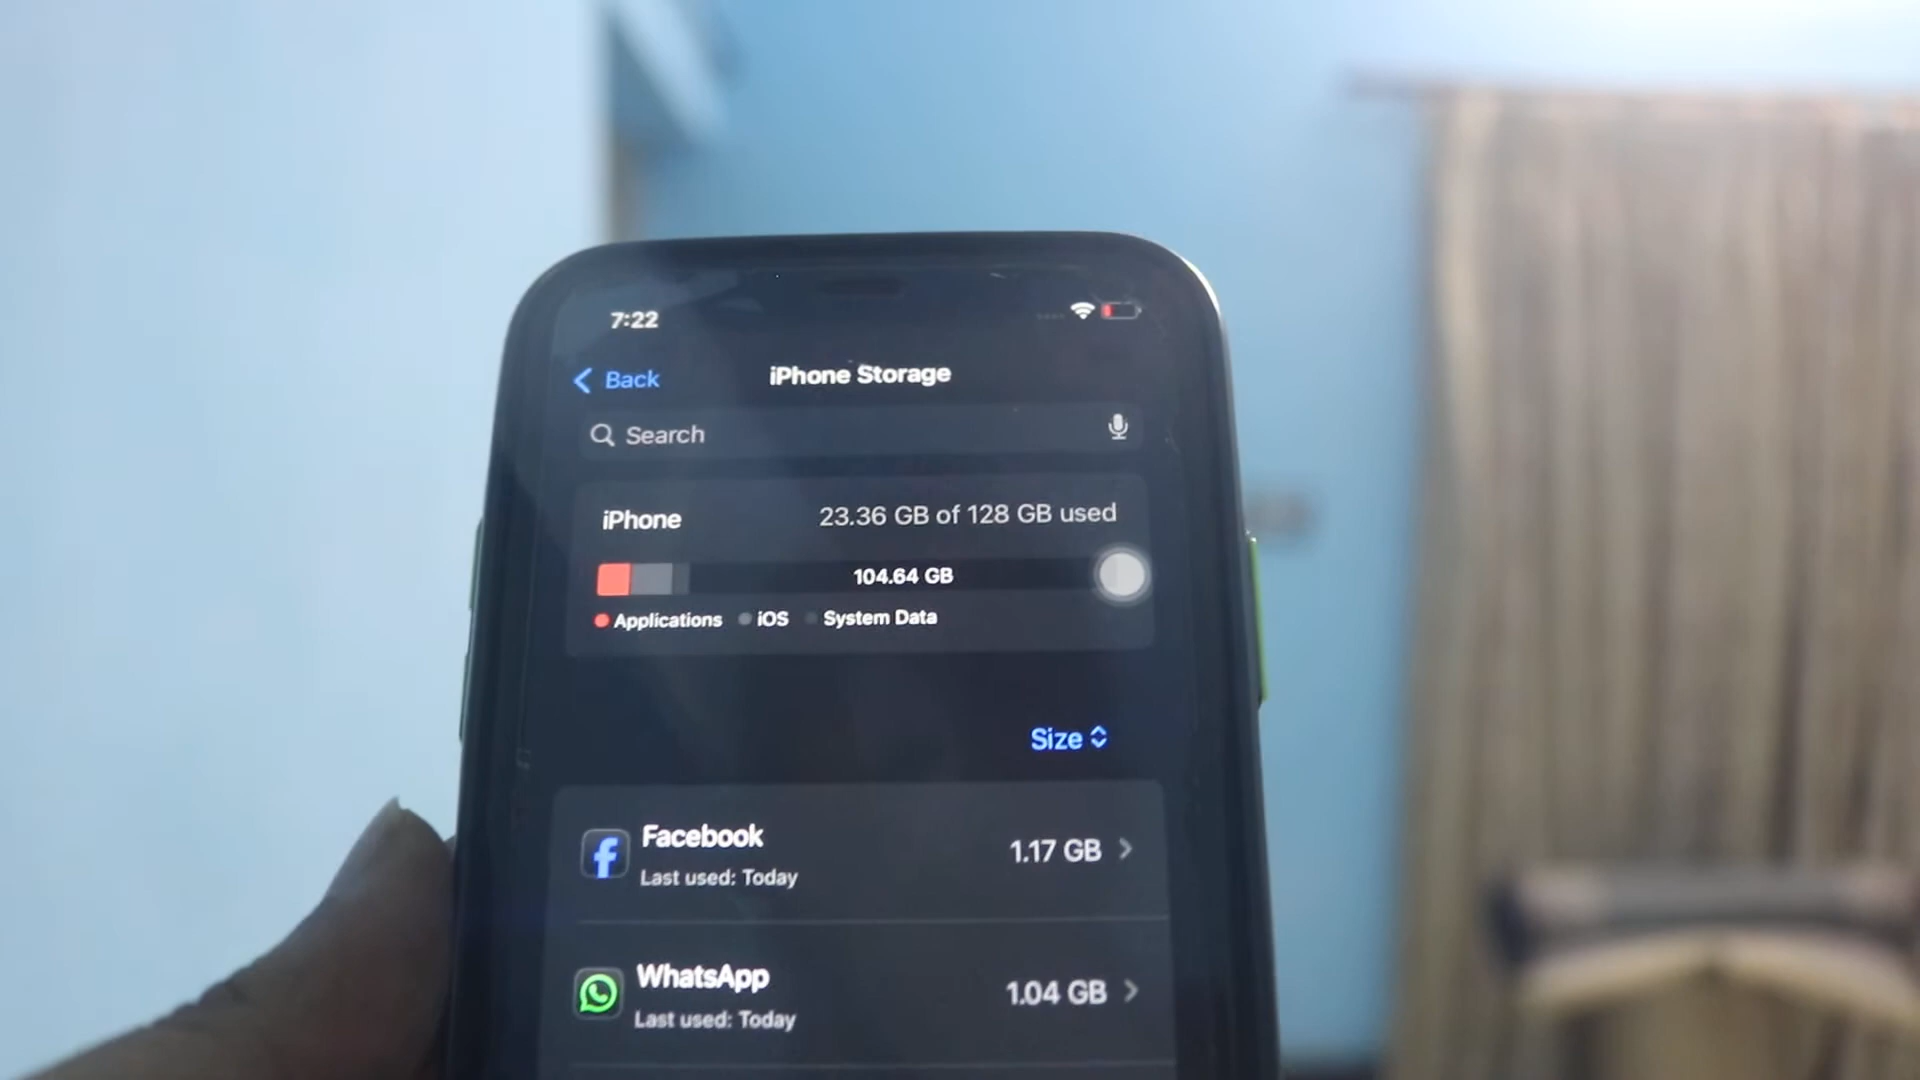 7:22
Back
iPhone Storage
Search
iPhone
23.36 GB of 128 GB used
104.64 GB
Applications iOS System Data
Size
Facebook
1.17 GB
Last used: Today
WhatsApp
1.04 GB
Last used: Today